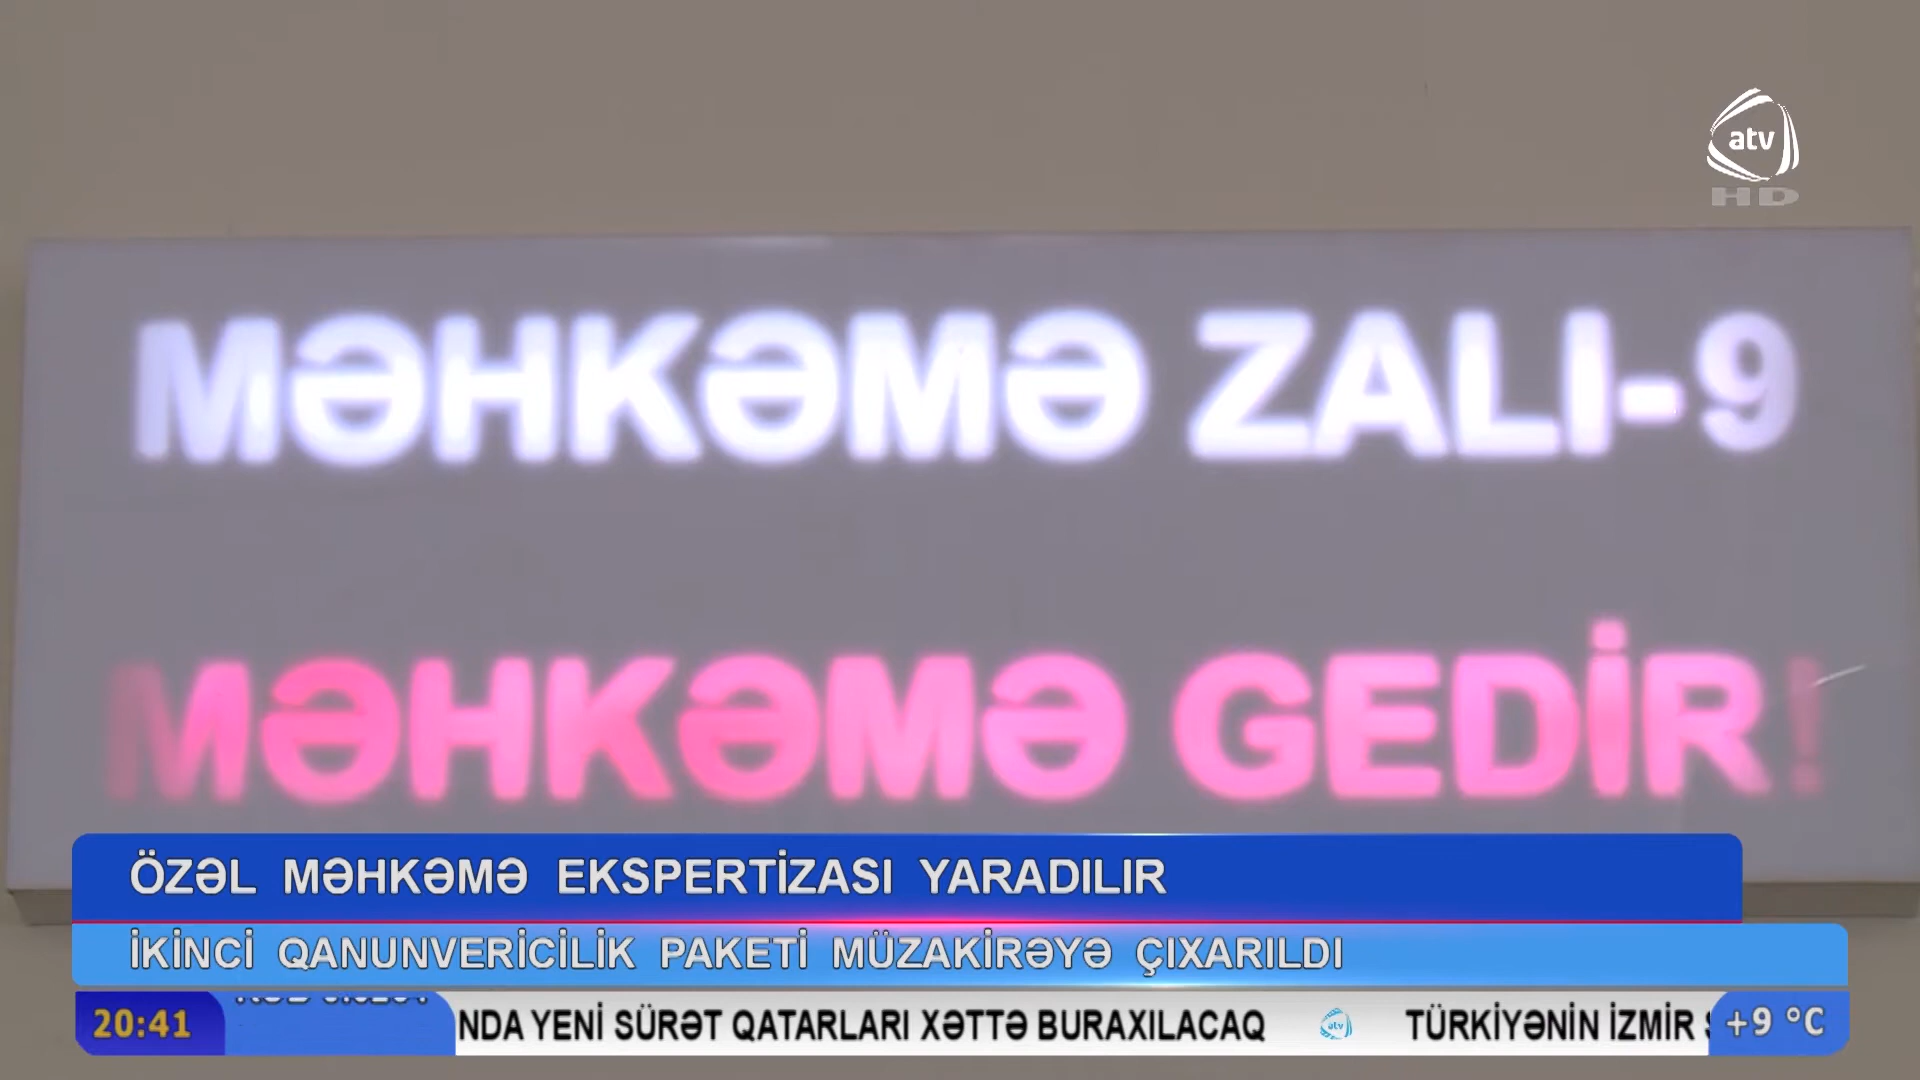 atv
HD
MƏHKƏMƏ ZALI-9
MƏHKƏMƏ GEDİR!
ÖZƏL MƏHKƏMƏ EKSPERTİZASI YARADILIR
İKİNCİ QANUNVERİCİLİK PAKETİ MÜZAKİRƏYƏ ÇIXARILDI
20:41
NDA YENİ SÜRƏT QATARLARI XƏTTƏ BURAXILACAQ atv TÜRKİYƏNİN İZMİR
+9 °C